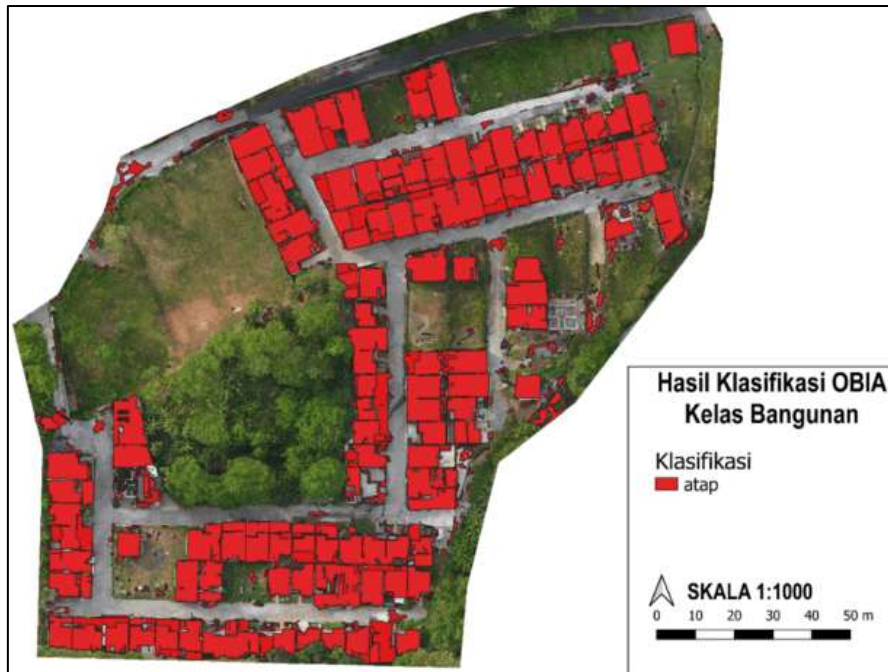 Hasil Klasifikasi OBIA
Kelas Bangunan
Klasifikasi
atap
SKALA 1:1000
0 10 20 30 40 50 m